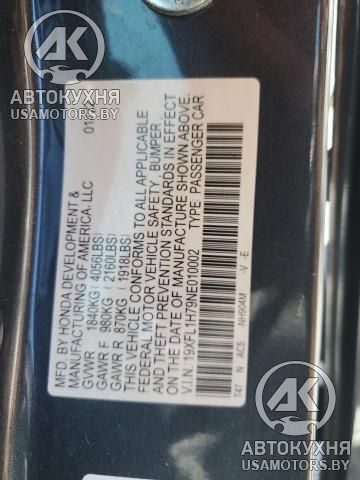 АВТОКУХНЯ
USAMOTORS.BY
MFD. BY HONDA DEVELOPMENT &
MANUFACTURING OF AMERICA, LLC
GVWR 1840KG (4056LBS)
GAWR F 980KG (2160LBS)
GAWR R 870KG (1918LBS)
THIS VEHICLE CONFORMS TO ALL APPLICABLE
FEDERAL MOTOR VEHICLE SAFETY, BUMPER,
AND THEFT PREVENTION STANDARDS IN EFFECT
ON THE DATE OF MANUFACTURE SHOWN ABOVE.
V.I.N.: 19XFL1H79NE010002 TYPE: PASSENGER CAR
T47 N AC5 -NH904M -V -E
АВТОКУХНЯ
USAMOTORS.BY